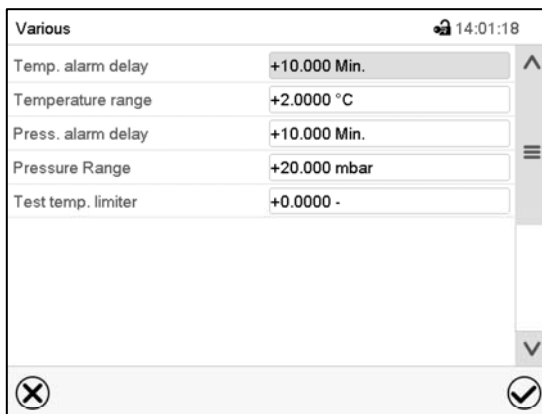 Various 14:01:18
Temp. alarm delay +10.000 Min.
Temperature range +2.0000 °C
Press. alarm delay +10.000 Min.
Pressure Range +20.000 mbar
Test temp. limiter +0.0000 -